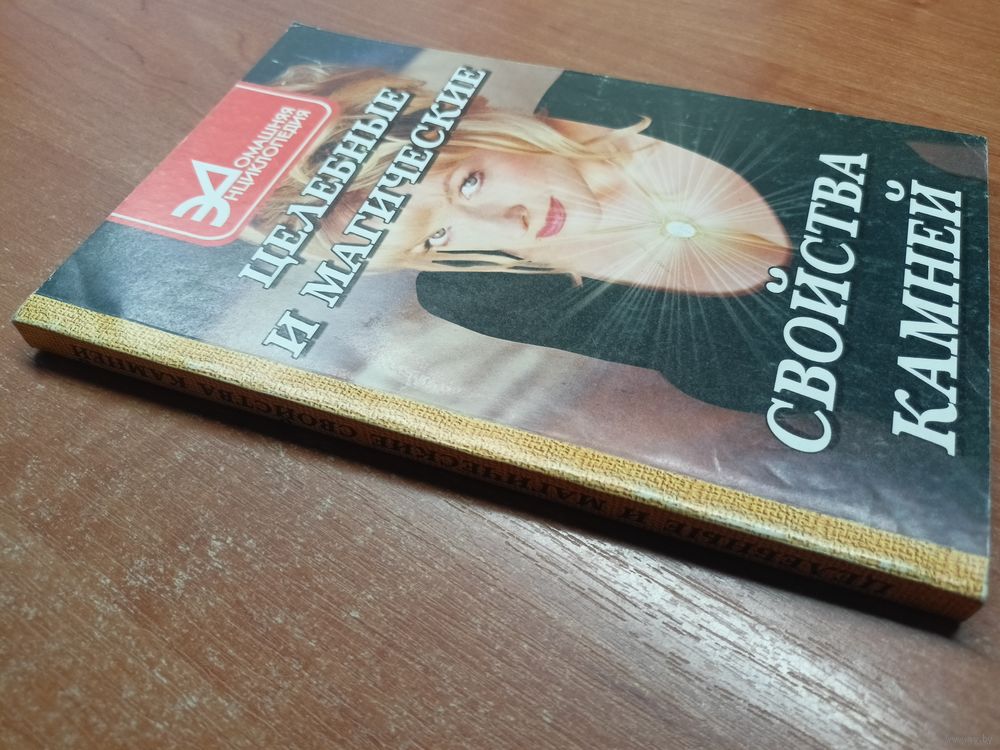 ДОМАШНЯЯ
ЭНЦИКЛОПЕДИЯ
ЦЕЛЕБНЫЕ
И МАГИЧЕСКИЕ
СВОЙСТВА
КАМНЕЙ
ЦЕЛЕБНЫЕ И МАГИЧЕСКИЕ СВОЙСТВА КАМНЕЙ